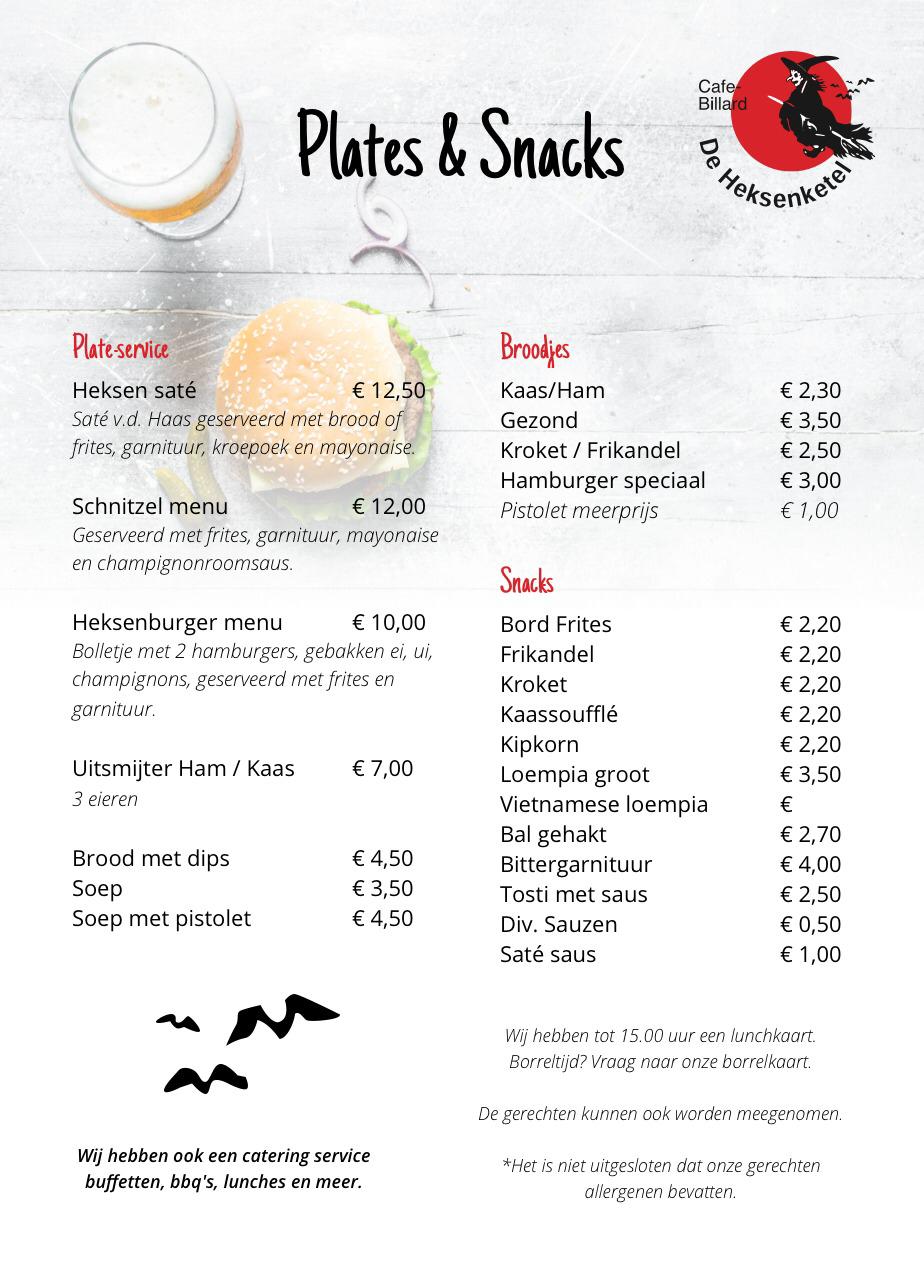 Plates & Snacks
Cafe-
Billard
De Heksenketel
Plate-service
Heksen saté € 12,50
Saté v.d. Haas geserveerd met brood of
frites, garnituur, kroepoek en mayonaise.
Schnitzel menu € 12,00
Geserveerd met frites, garnituur, mayonaise
en champignonroomsaus.
Heksenburger menu € 10,00
Bolletje met 2 hamburgers, gebakken ei, ui,
champignons, geserveerd met frites en
garnituur.
Uitsmijter Ham / Kaas € 7,00
3 eieren
Brood met dips € 4,50
Soep € 3,50
Soep met pistolet € 4,50
Wij hebben ook een catering service
buffetten, bbq's, lunches en meer.
Broodjes
Kaas/Ham € 2,30
Gezond € 3,50
Kroket / Frikandel € 2,50
Hamburger speciaal € 3,00
Pistolet meerprijs € 1,00
Snacks
Bord Frites € 2,20
Frikandel € 2,20
Kroket € 2,20
Kaassoufflé € 2,20
Kipkorn € 2,20
Loempia groot € 3,50
Vietnamese loempia €
Bal gehakt € 2,70
Bittergarnituur € 4,00
Tosti met saus € 2,50
Div. Sauzen € 0,50
Saté saus € 1,00
Wij hebben tot 15.00 uur een lunchkaart.
Borreltijd? Vraag naar onze borrelkaart.
De gerechten kunnen ook worden meegenomen.
*Het is niet uitgesloten dat onze gerechten
allergenen bevatten.